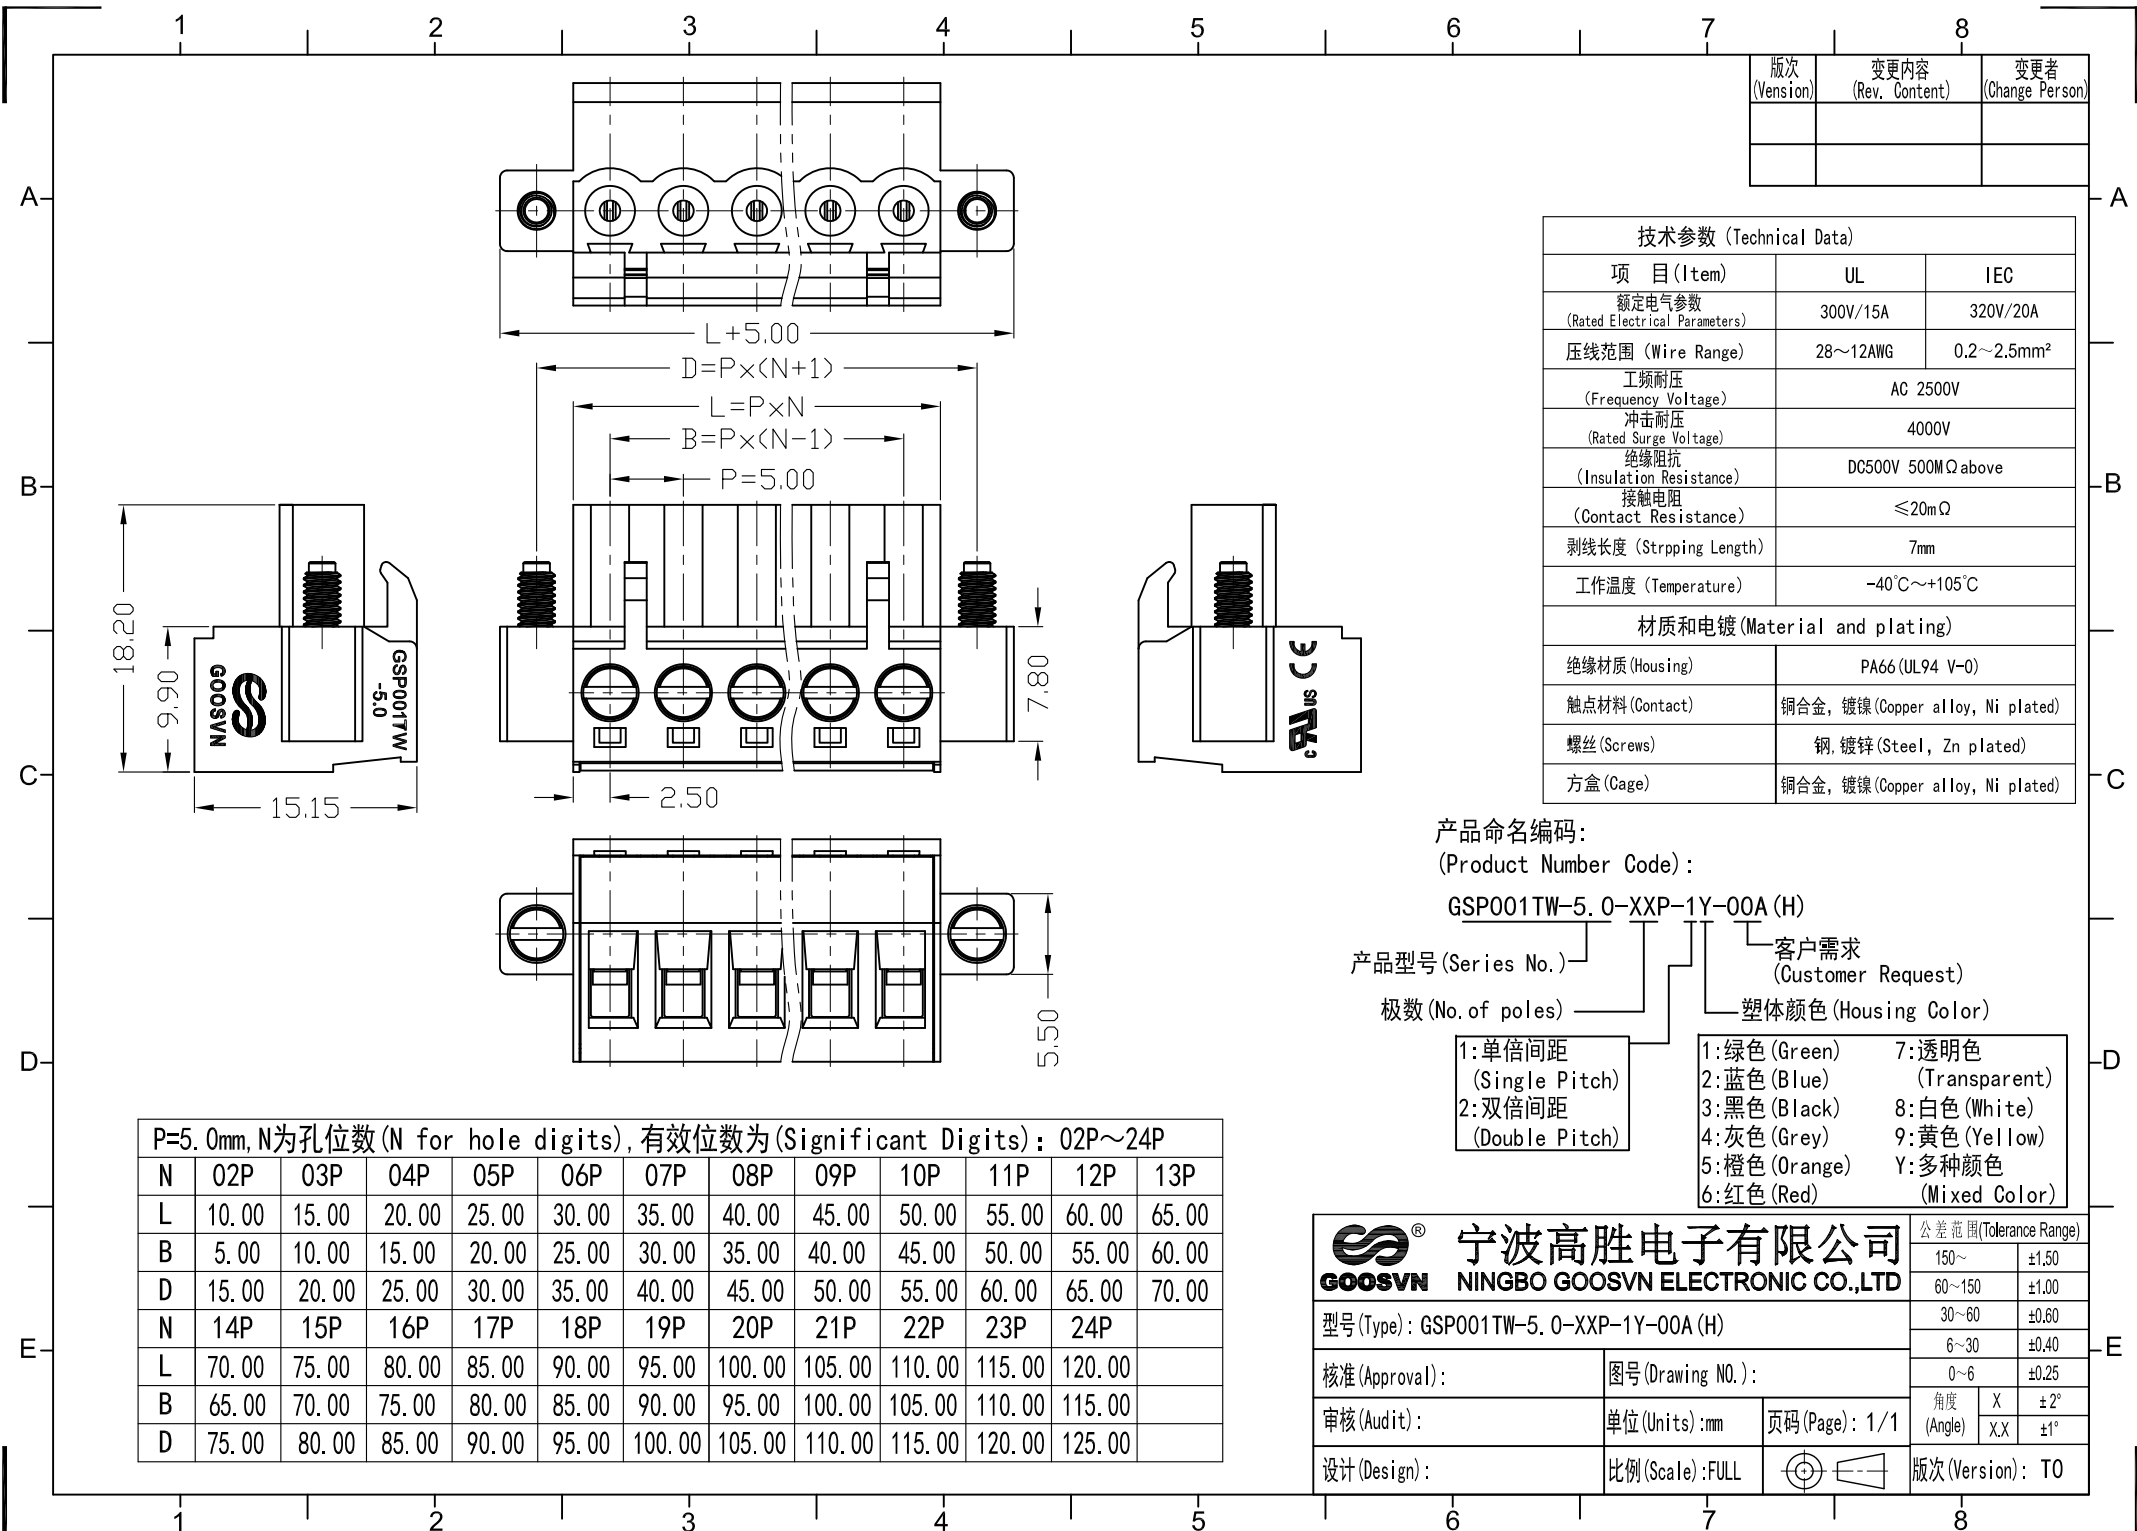 1 2 3 4 5 6 7 8
版次 变更内容 变更者
(Vension) (Rev. Content) (Change Person)
A A
技术参数 (Technical Data)
项 目(Item) UL IEC
额定电气参数
(Rated Electrical Parameters) 300V/15A 320V/20A
压线范围 (Wire Range) 28～12AWG 0.2～2.5mm²
工频耐压
(Frequency Voltage) AC 2500V
冲击耐压
(Rated Surge Voltage) 4000V
绝缘阻抗
(Insulation Resistance) DC500V 500MΩabove
接触电阻
(Contact Resistance) ≤20mΩ
剥线长度 (Strpping Length) 7mm
工作温度 (Temperature) -40℃～+105℃
材质和电镀(Material and plating)
绝缘材质(Housing) PA66(UL94 V-0)
触点材料(Contact) 铜合金, 镀镍(Copper alloy, Ni plated)
螺丝(Screws) 钢, 镀锌(Steel, Zn plated)
方盒(Cage) 铜合金, 镀镍(Copper alloy, Ni plated)
L+5.00
D=P×(N+1)
L=P×N
B=P×(N-1)
P=5.00
B B
18.20
9.90
GOOSVN
GSP001TW
-5.0
15.15
7.80
2.50
c UL us CE
C C
5.50
产品命名编码:
(Product Number Code):
GSP001TW-5.0-XXP-1Y-00A(H)
产品型号(Series No.)
客户需求
(Customer Request)
极数(No.of poles)
塑体颜色(Housing Color)
1:单倍间距
(Single Pitch)
2:双倍间距
(Double Pitch)
1:绿色(Green) 7:透明色
2:蓝色(Blue) (Transparent)
3:黑色(Black) 8:白色(White)
4:灰色(Grey) 9:黄色(Yellow)
5:橙色(Orange) Y:多种颜色
6:红色(Red) (Mixed Color)
D D
P=5.0mm, N为孔位数(N for hole digits), 有效位数为(Significant Digits): 02P～24P
N 02P 03P 04P 05P 06P 07P 08P 09P 10P 11P 12P 13P
L 10.00 15.00 20.00 25.00 30.00 35.00 40.00 45.00 50.00 55.00 60.00 65.00
B 5.00 10.00 15.00 20.00 25.00 30.00 35.00 40.00 45.00 50.00 55.00 60.00
D 15.00 20.00 25.00 30.00 35.00 40.00 45.00 50.00 55.00 60.00 65.00 70.00
N 14P 15P 16P 17P 18P 19P 20P 21P 22P 23P 24P
L 70.00 75.00 80.00 85.00 90.00 95.00 100.00 105.00 110.00 115.00 120.00
B 65.00 70.00 75.00 80.00 85.00 90.00 95.00 100.00 105.00 110.00 115.00
D 75.00 80.00 85.00 90.00 95.00 100.00 105.00 110.00 115.00 120.00 125.00
® 宁波高胜电子有限公司
GOOSVN NINGBO GOOSVN ELECTRONIC CO.,LTD
公差范围(Tolerance Range)
150～ ±1.50
60～150 ±1.00
30～60 ±0.60
6～30 ±0.40
0～6 ±0.25
角度 X ±2°
(Angle) X.X ±1°
型号(Type): GSP001TW-5.0-XXP-1Y-00A(H)
核准(Approval): 图号(Drawing NO.):
审核(Audit): 单位(Units):mm 页码(Page): 1/1
设计(Design): 比例(Scale):FULL 版次(Version): T0
E E
1 2 3 4 5 6 7 8